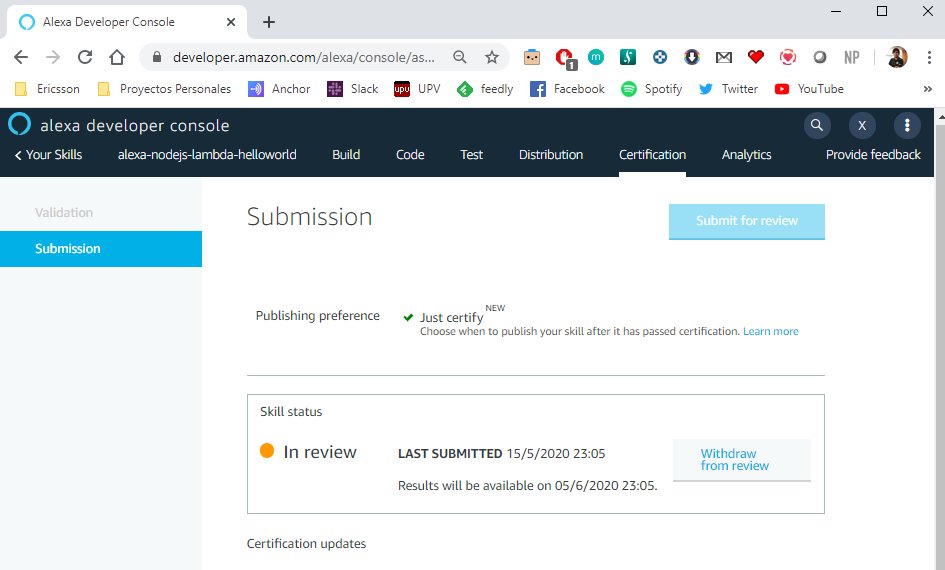 Alexa Developer Console
developer.amazon.com/alexa/console/as...
1
m
NP
Ericsson
Proyectos Personales
Anchor
Slack
upv
UPV
feedly
Facebook
Spotify
Twitter
YouTube
»
alexa developer console
X
Your Skills
alexa-nodejs-lambda-helloworld
Build
Code
Test
Distribution
Certification
Analytics
Provide feedback
Validation
Submission
Submission
Submit for review
Publishing preference
Just certify NEW
Choose when to publish your skill after it has passed certification. Learn more
Skill status
In review
LAST SUBMITTED 15/5/2020 23:05
Results will be available on 05/6/2020 23:05.
Withdraw
from review
Certification updates